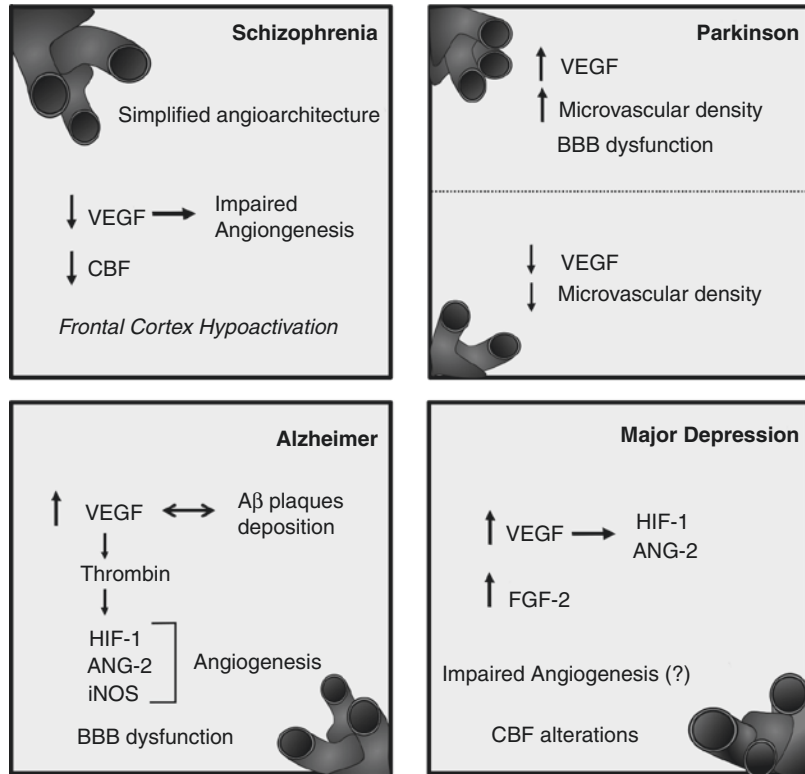 Schizophrenia
Simplified angioarchitecture
↓ VEGF → Impaired
Angiongenesis
↓ CBF
Frontal Cortex Hypoactivation
Parkinson
↑ VEGF
↑ Microvascular density
BBB dysfunction
↓ VEGF
↓ Microvascular density
Alzheimer
↑ VEGF ↔ Aβ plaques
deposition
↓
Thrombin
↓
HIF-1
ANG-2 Angiogenesis
iNOS
BBB dysfunction
Major Depression
↑ VEGF → HIF-1
ANG-2
↑ FGF-2
Impaired Angiogenesis (?)
CBF alterations